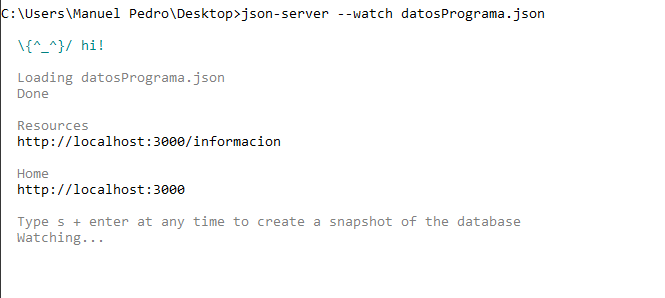 C:\Users\Manuel Pedro\Desktop>json-server --watch datosPrograma.json
\{^_^}/ hi!
Loading datosPrograma.json
Done
Resources
http://localhost:3000/informacion
Home
http://localhost:3000
Type s + enter at any time to create a snapshot of the database
Watching...